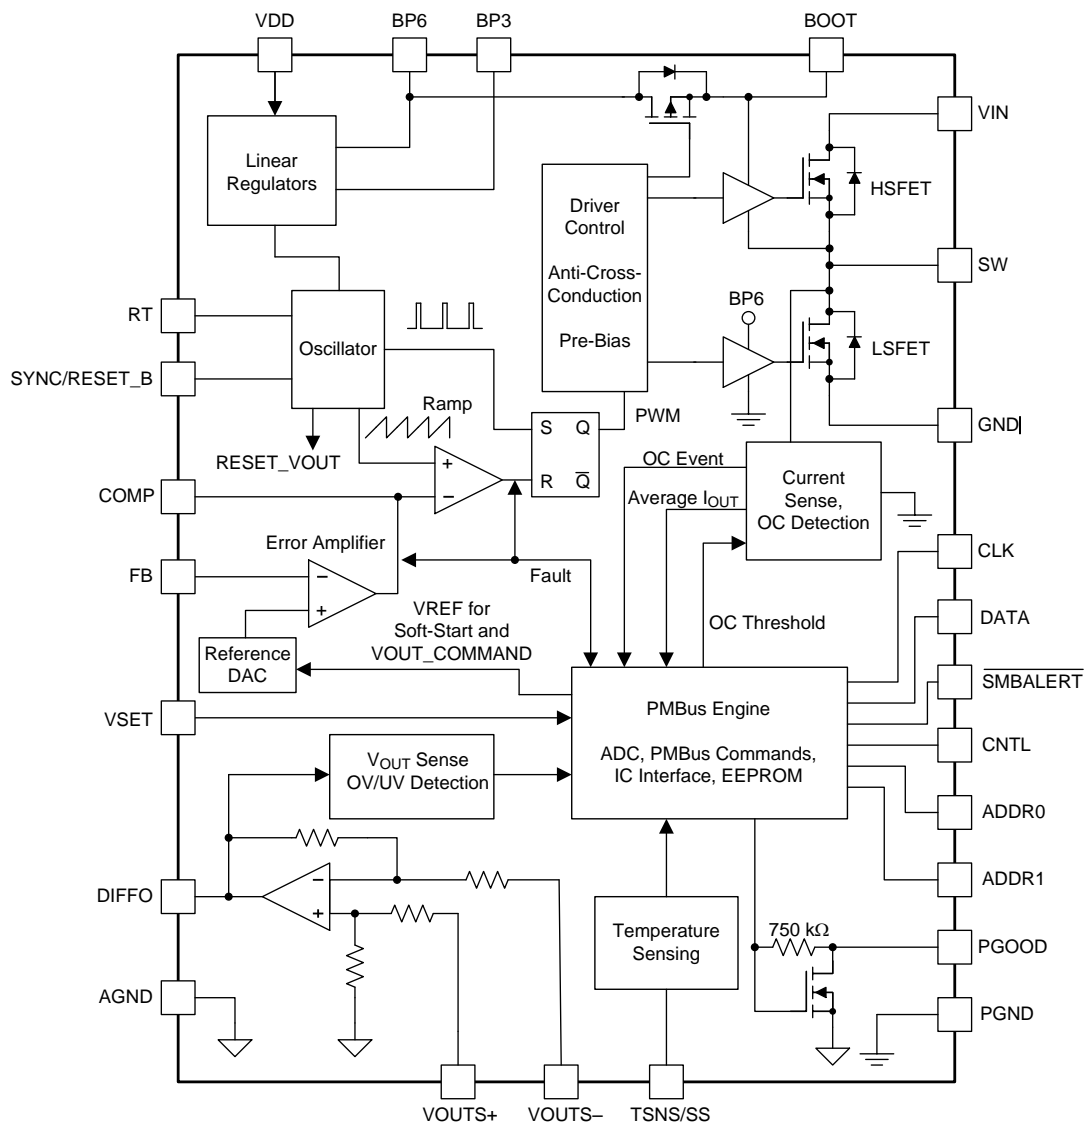 VDD
BP6
BP3
BOOT
VIN
Linear
Regulators
HSFET
Driver
Control
Anti-Cross-
Conduction
Pre-Bias
SW
BP6
RT
Oscillator
LSFET
SYNC/RESET_B
PWM
Ramp
GND|
S Q
R Q̅
RESET_VOUT
+
−
OC Event
Average IOUT
Current
Sense,
OC Detection
COMP
Error Amplifier
CLK
FB
−
+
Fault
OC Threshold
DATA
VREF for
Soft-Start and
VOUT_COMMAND
Reference
DAC
SMBALERT
VSET
PMBus Engine
ADC, PMBus Commands,
IC Interface, EEPROM
CNTL
VOUT Sense
OV/UV Detection
ADDR0
DIFFO
−
+
ADDR1
Temperature
Sensing
750 kΩ
PGOOD
AGND
PGND
VOUTS+
VOUTS–
TSNS/SS